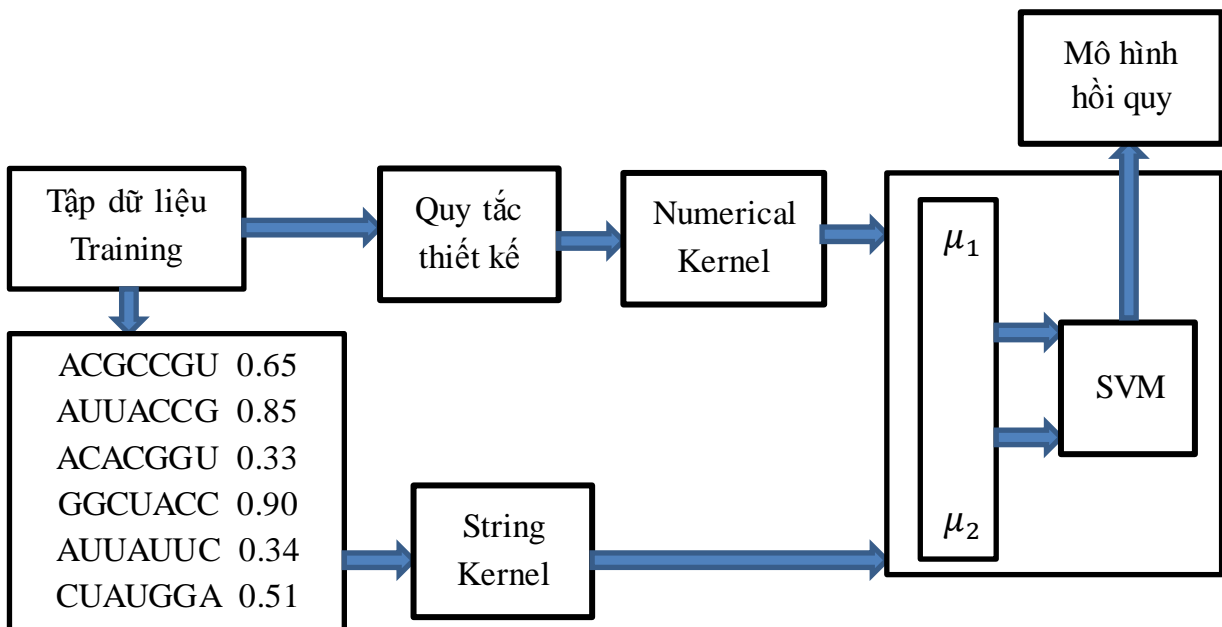 Mô hình
hồi quy
Tập dữ liệu
Training
Quy tắc
thiết kế
Numerical
Kernel
μ₁
SVM
μ₂
ACGCCGU 0.65
AUUACCG 0.85
ACACGGU 0.33
GGCUACC 0.90
AUUAUUC 0.34
CUAUGGA 0.51
String
Kernel